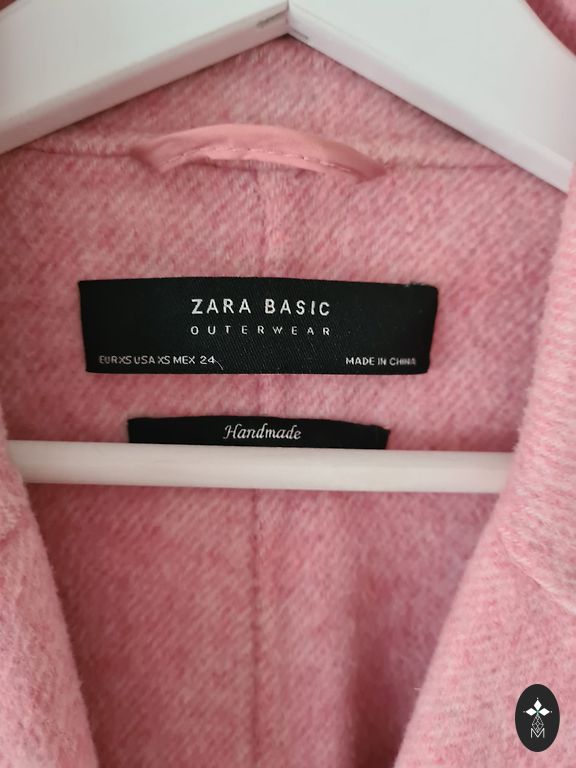 ZARA BASIC
OUTERWEAR
EUR XS USA XS MEX 24
MADE IN CHINA
Handmade